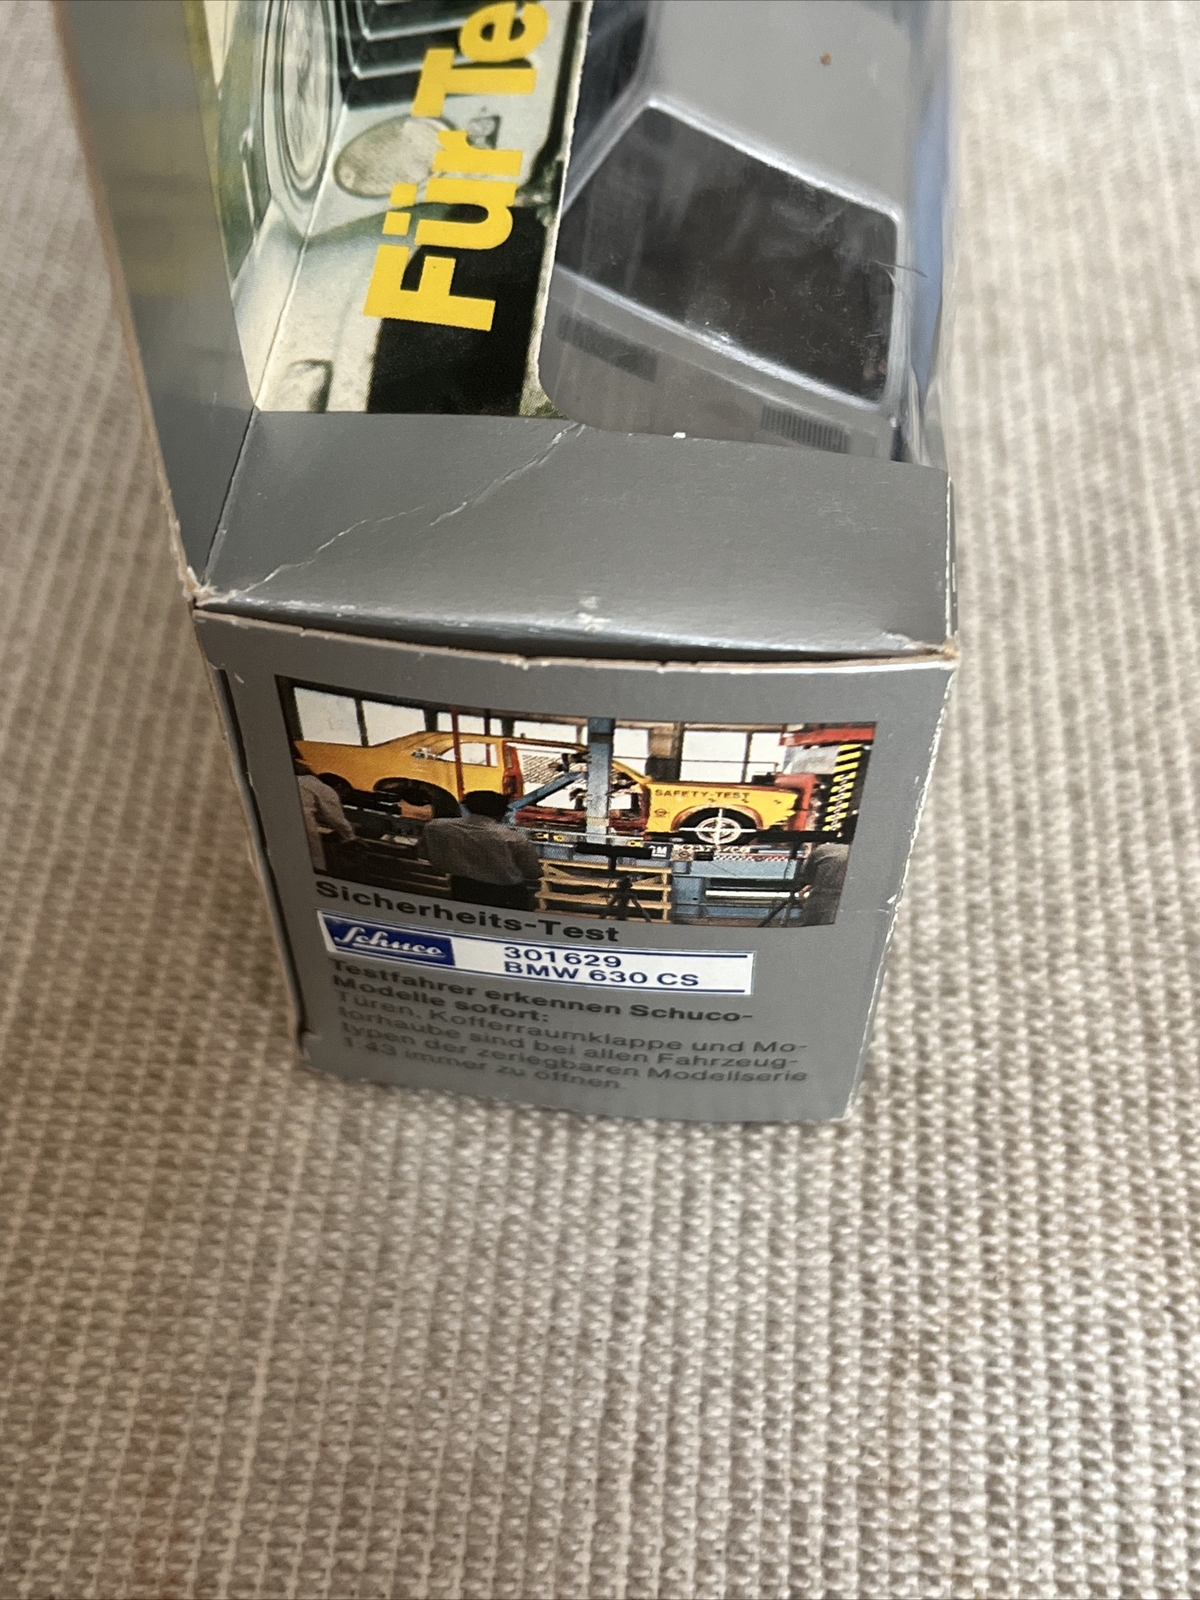 Für Te
SAFETY-TEST
GM
Sicherheits-Test
Schuco
301629
BMW 630 CS
Testfahrer erkennen Schuco-
Modelle sofort:
Türen, Kofferraumklappe und Mo-
torhaube sind bei allen Fahrzeug-
typen der zerlegbaren Modellserie
1:43 immer zu öffnen.